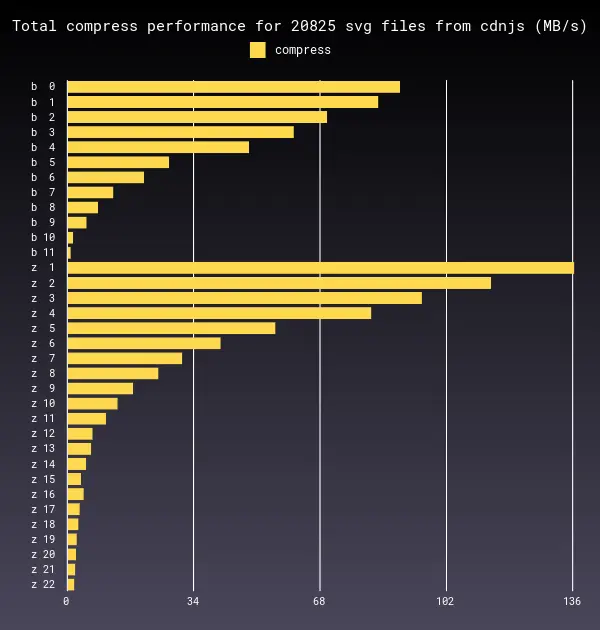 Total compress performance for 20825 svg files from cdnjs (MB/s)
compress
b 0
b 1
b 2
b 3
b 4
b 5
b 6
b 7
b 8
b 9
b 10
b 11
z 1
z 2
z 3
z 4
z 5
z 6
z 7
z 8
z 9
z 10
z 11
z 12
z 13
z 14
z 15
z 16
z 17
z 18
z 19
z 20
z 21
z 22
0 34 68 102 136